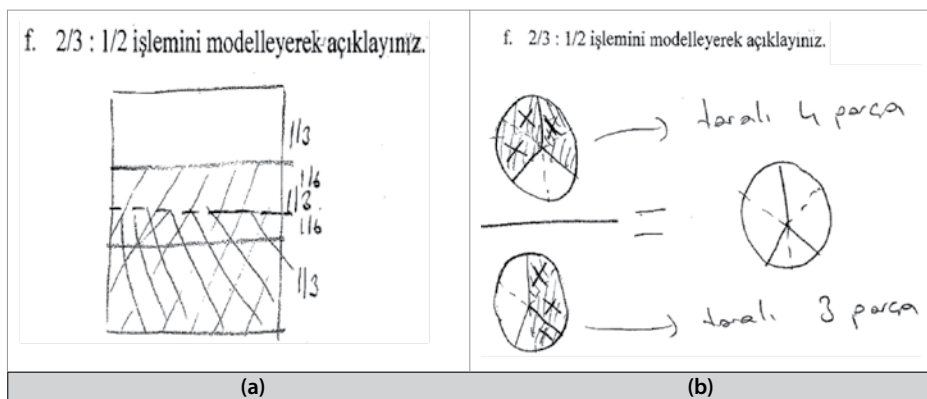 f. 2/3 : 1/2 işlemini modelleyerek açıklayınız.
1/3
1/6
1/3
1/6
1/3
(a)
f. 2/3 : 1/2 işlemini modelleyerek açıklayınız.
taralı 4 parça
=
taralı 3 parça
(b)